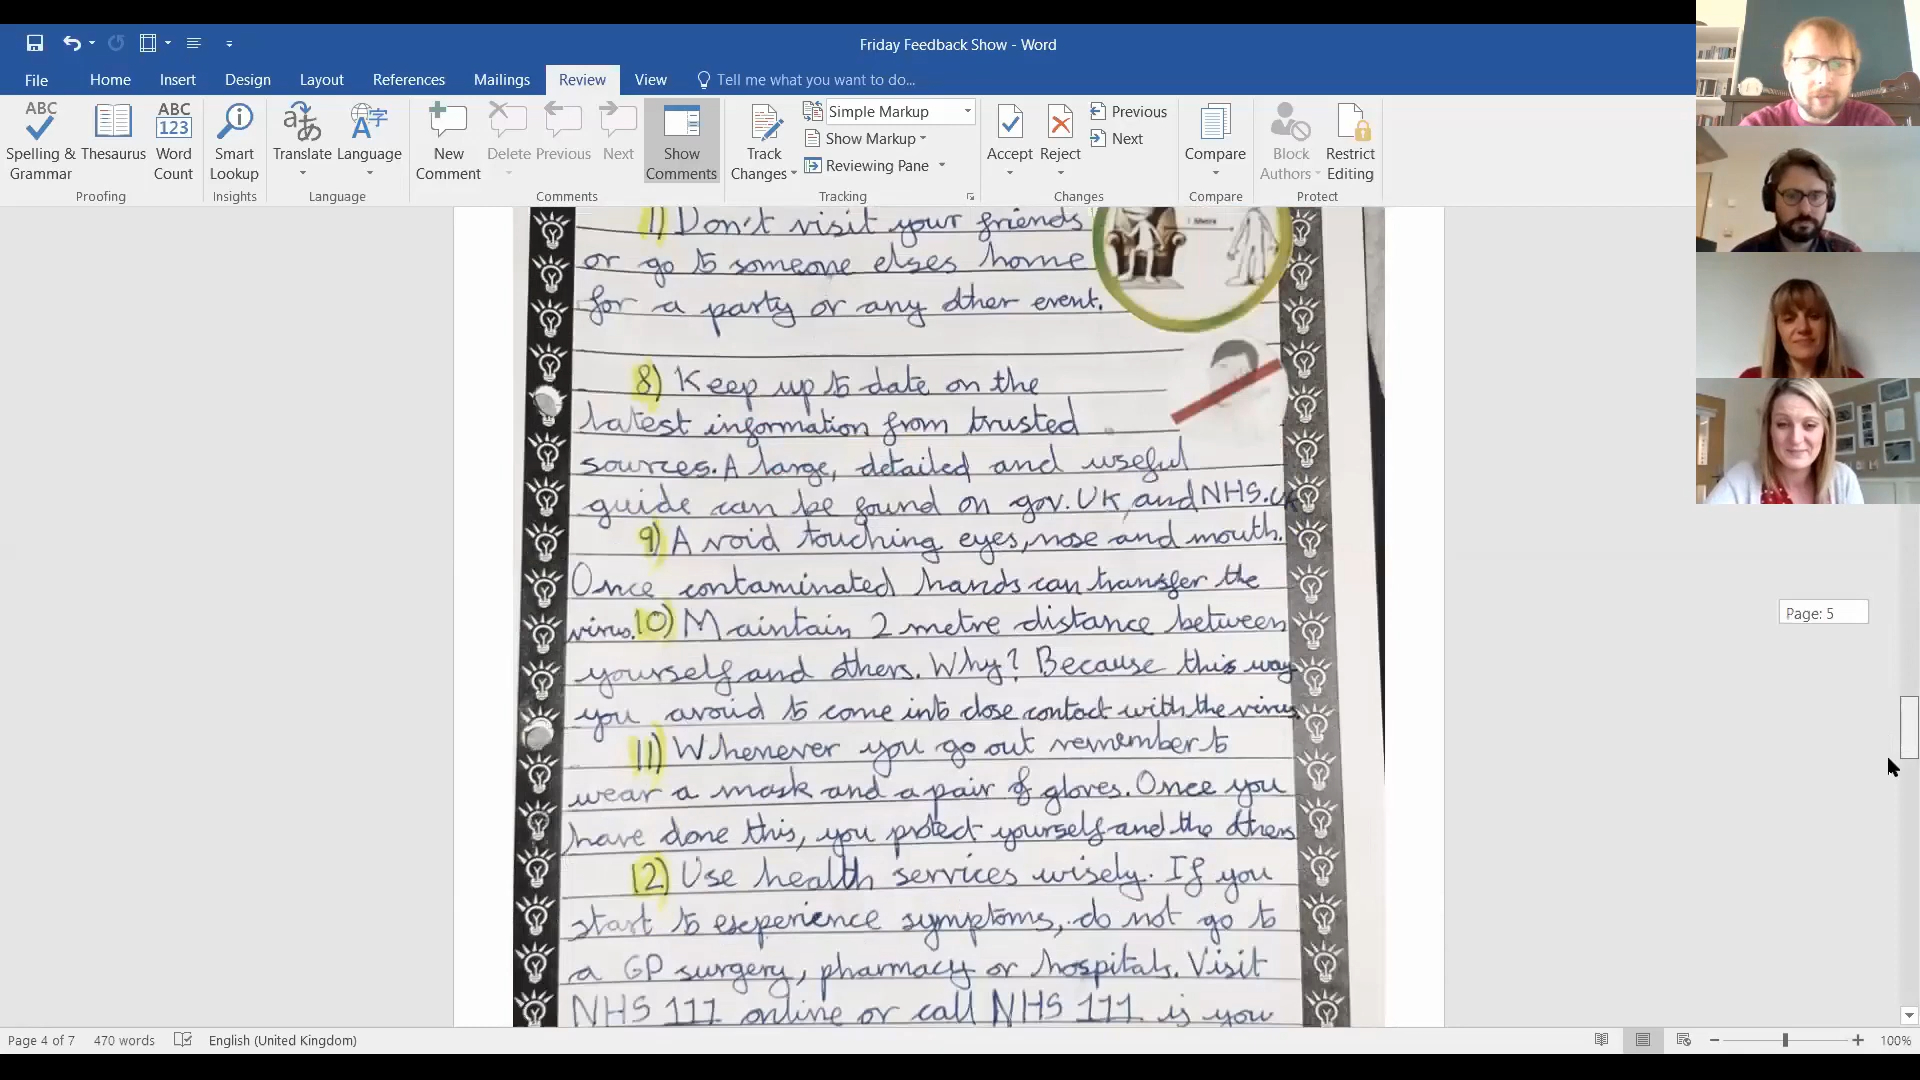 Friday Feedback Show - Word
File Home Insert Design Layout References Mailings Review View Tell me what you want to do...
ABC
Spelling & Grammar
Thesaurus
ABC
123
Word Count
Proofing
Smart Lookup
Insights
Translate
Language
Language
New Comment
Delete
Previous
Next
Show Comments
Comments
Track Changes
Simple Markup
Show Markup
Reviewing Pane
Tracking
Accept
Reject
Previous
Next
Changes
Compare
Compare
Block Authors
Restrict Editing
Protect
Don't visit your friends
or go to someone elses home
for a party or any other event.
8) Keep up to date on the
latest information from trusted
sources. A large, detailed and useful
guide can be found on gov.UK and NHS.uk
9) Avoid touching eyes, nose and mouth.
Once contaminated hands can transfer the
virus. 10) Maintain 2 metre distance between
yourself and others. Why? Because this way
you avoid to come into close contact with the virus.
11) Whenever you go out remember to
wear a mask and a pair of gloves. Once you
have done this, you protect yourself and the others
12) Use health services wisely. If you
start to experience symptoms, do not go to
a GP surgery, pharmacy or hospitals. Visit
NHS 111 online or call NHS 111 is you
Page: 5
Page 4 of 7 470 words English (United Kingdom) 100%